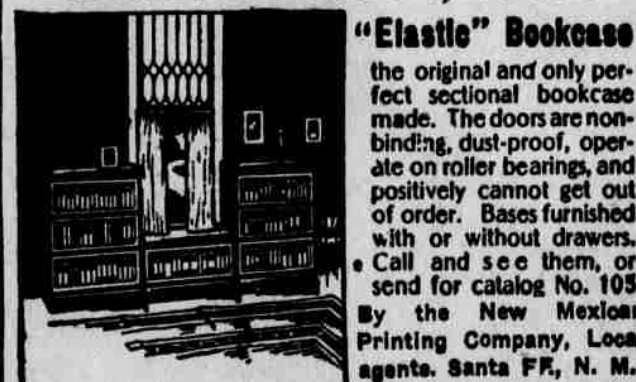 "Elastic" Bookcase
the original and only per-
fect sectional bookcase
made. The doors are non-
binding, dust-proof, oper-
ate on roller bearings, and
positively cannot get out
of order. Bases furnished
with or without drawers.
Call and see them, or
send for catalog No. 105
By the New Mexican
Printing Company, Loca
agents. Santa FE, N. M.